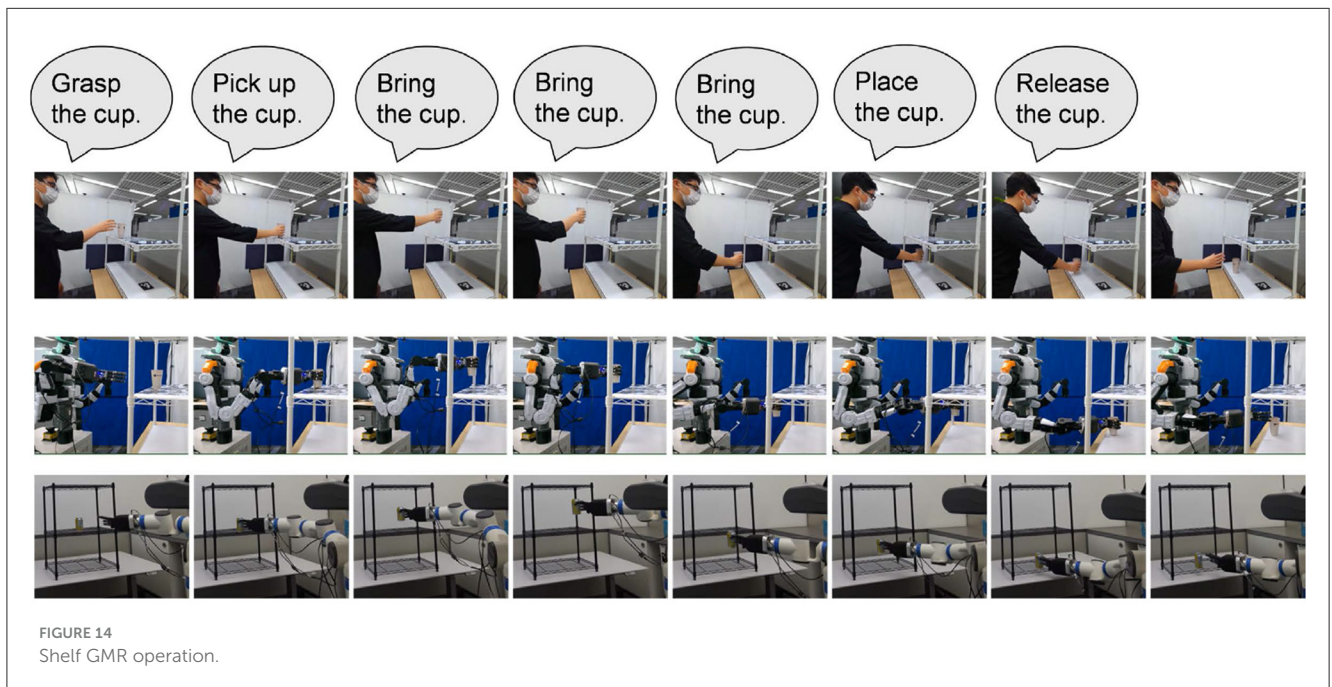 Grasp
the cup.
Pick up
the cup.
Bring
the cup.
Bring
the cup.
Bring
the cup.
Place
the cup.
Release
the cup.
FIGURE 14
Shelf GMR operation.